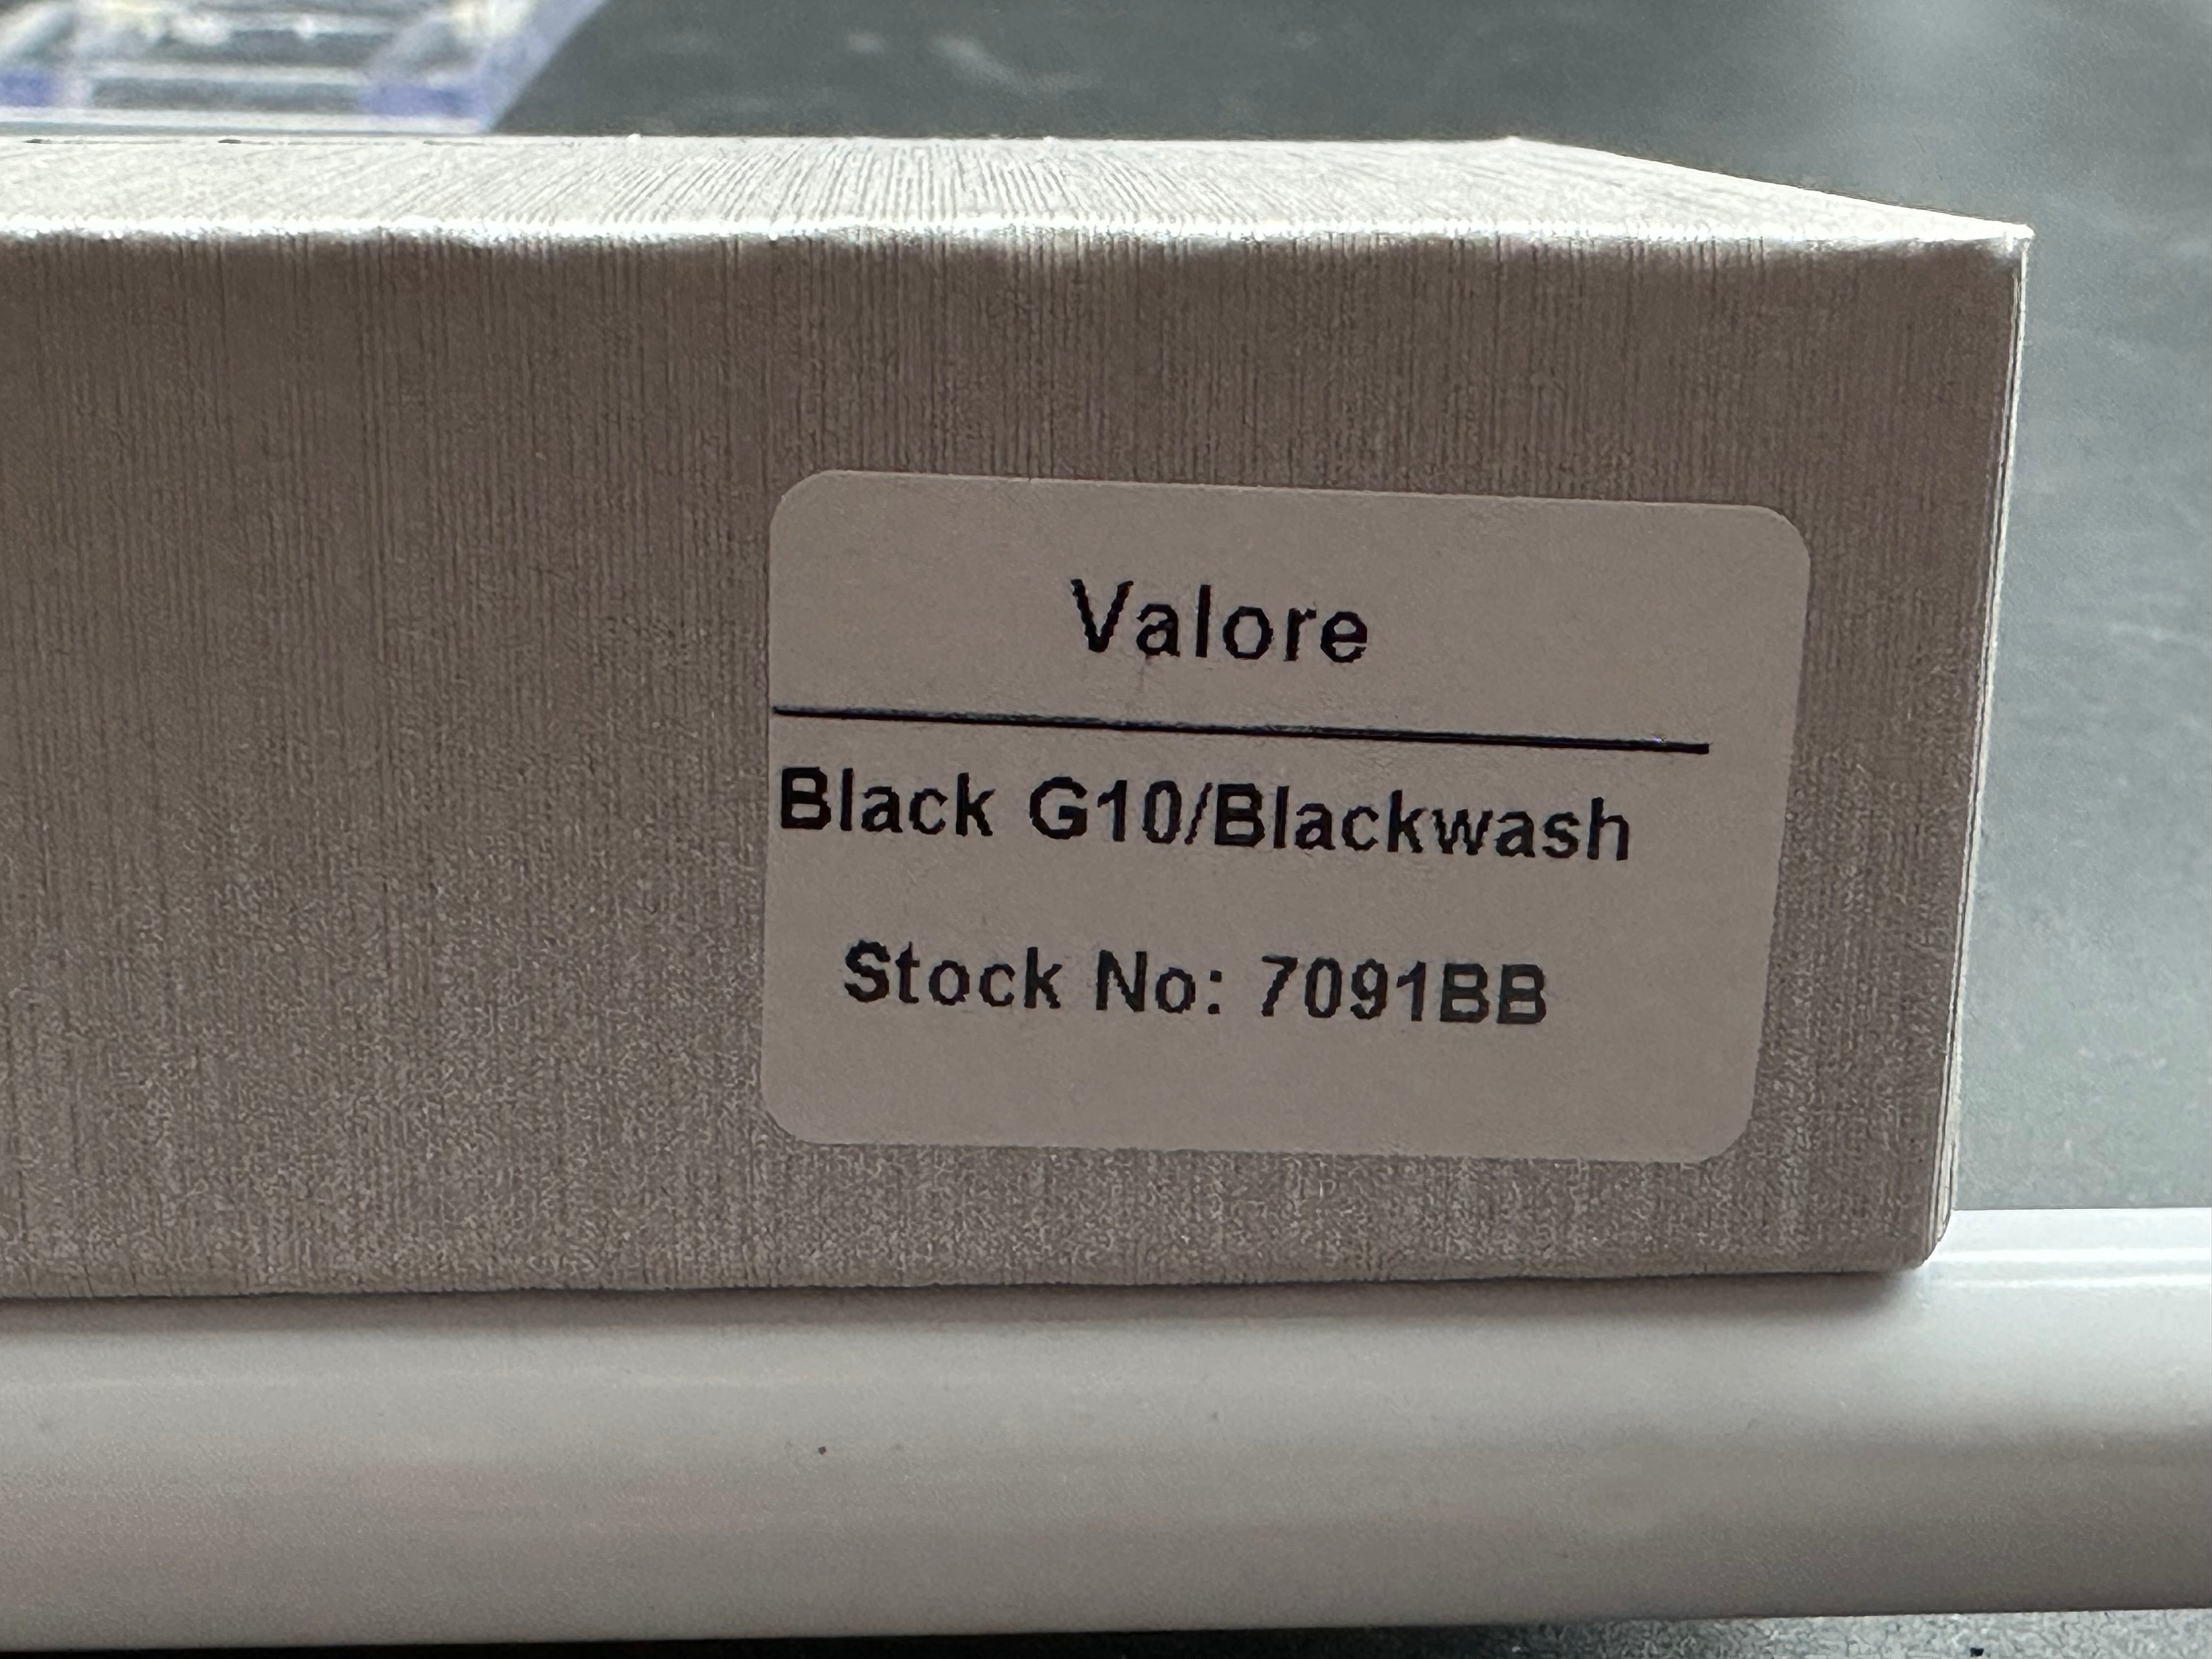 Valore
Black G10/Blackwash
Stock No: 7091BB